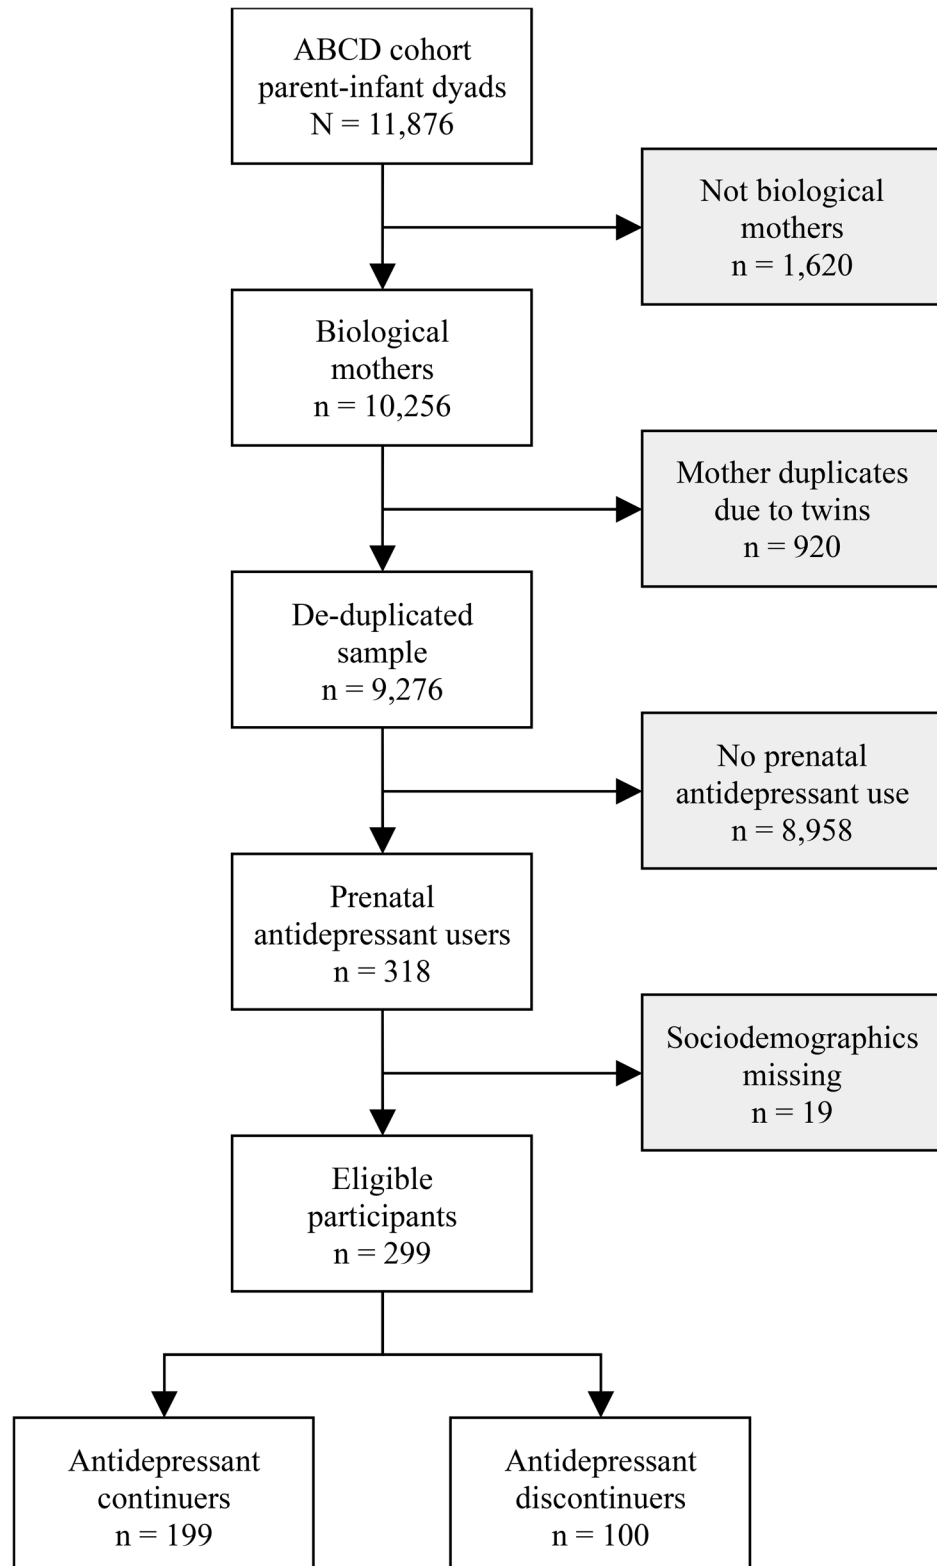 ABCD cohort
parent-infant dyads
N = 11,876
Not biological
mothers
n = 1,620
Biological
mothers
n = 10,256
Mother duplicates
due to twins
n = 920
De-duplicated
sample
n = 9,276
No prenatal
antidepressant use
n = 8,958
Prenatal
antidepressant users
n = 318
Sociodemographics
missing
n = 19
Eligible
participants
n = 299
Antidepressant
continuers
n = 199
Antidepressant
discontinuers
n = 100